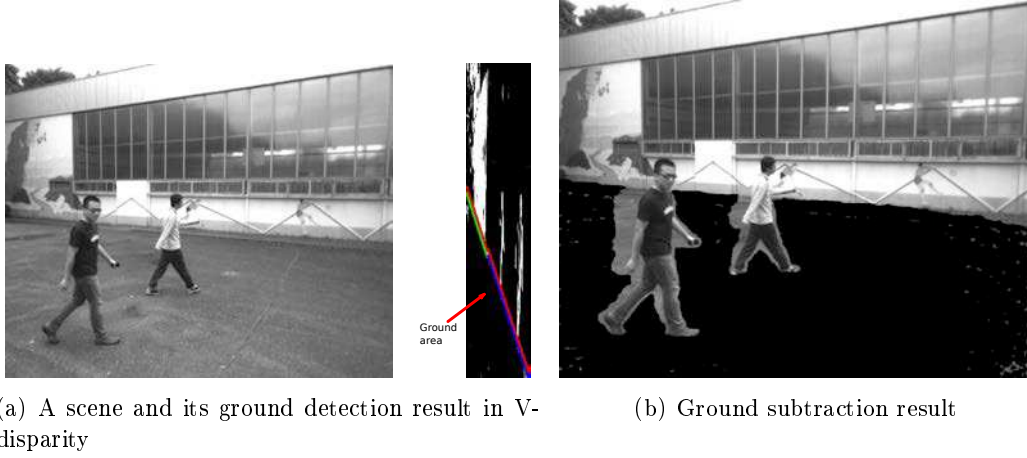 Ground
area
(a) A scene and its ground detection result in V-
disparity
(b) Ground subtraction result